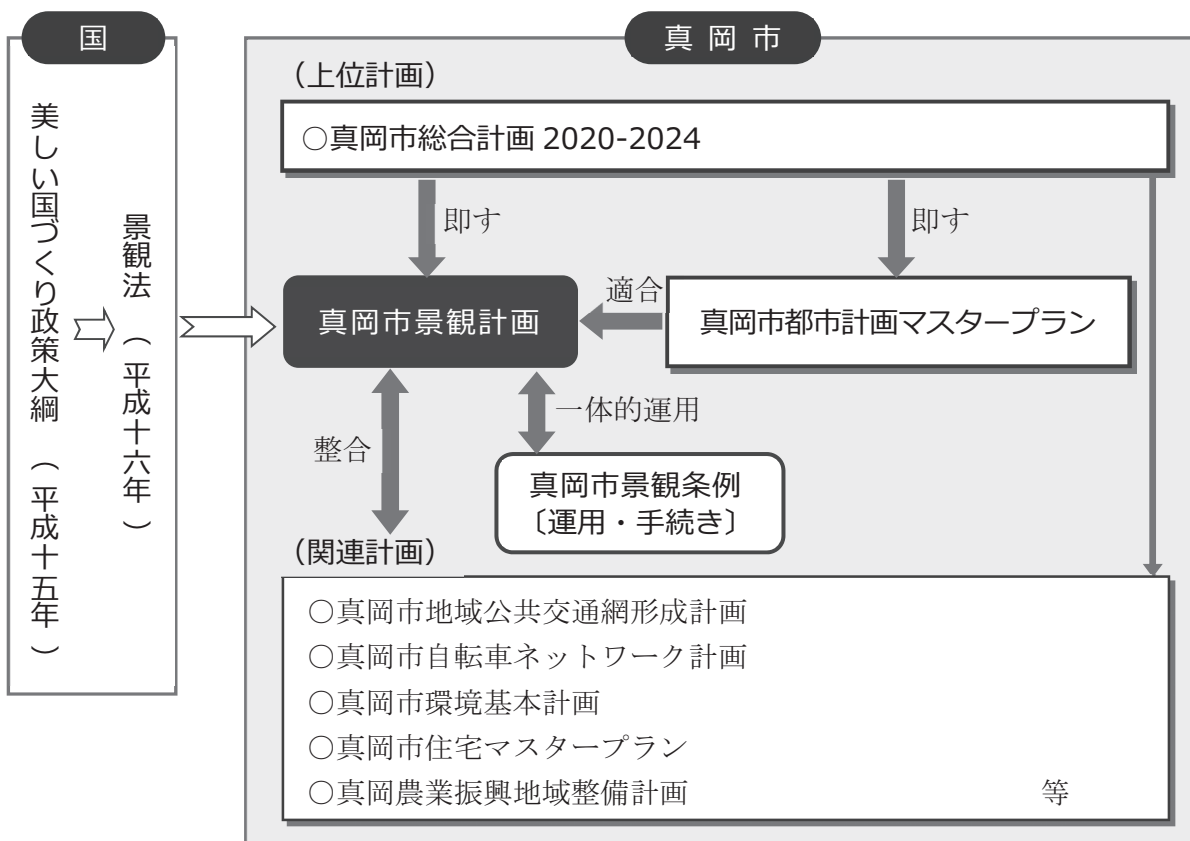 国
美しい国づくり政策大綱 （平成十五年）
景観法 （平成十六年）
真岡市
（上位計画）
○真岡市総合計画 2020-2024
即す
即す
真岡市景観計画
適合
真岡市都市計画マスタープラン
整合
一体的運用
真岡市景観条例
〔運用・手続き〕
（関連計画）
○真岡市地域公共交通網形成計画
○真岡市自転車ネットワーク計画
○真岡市環境基本計画
○真岡市住宅マスタープラン
○真岡農業振興地域整備計画 等